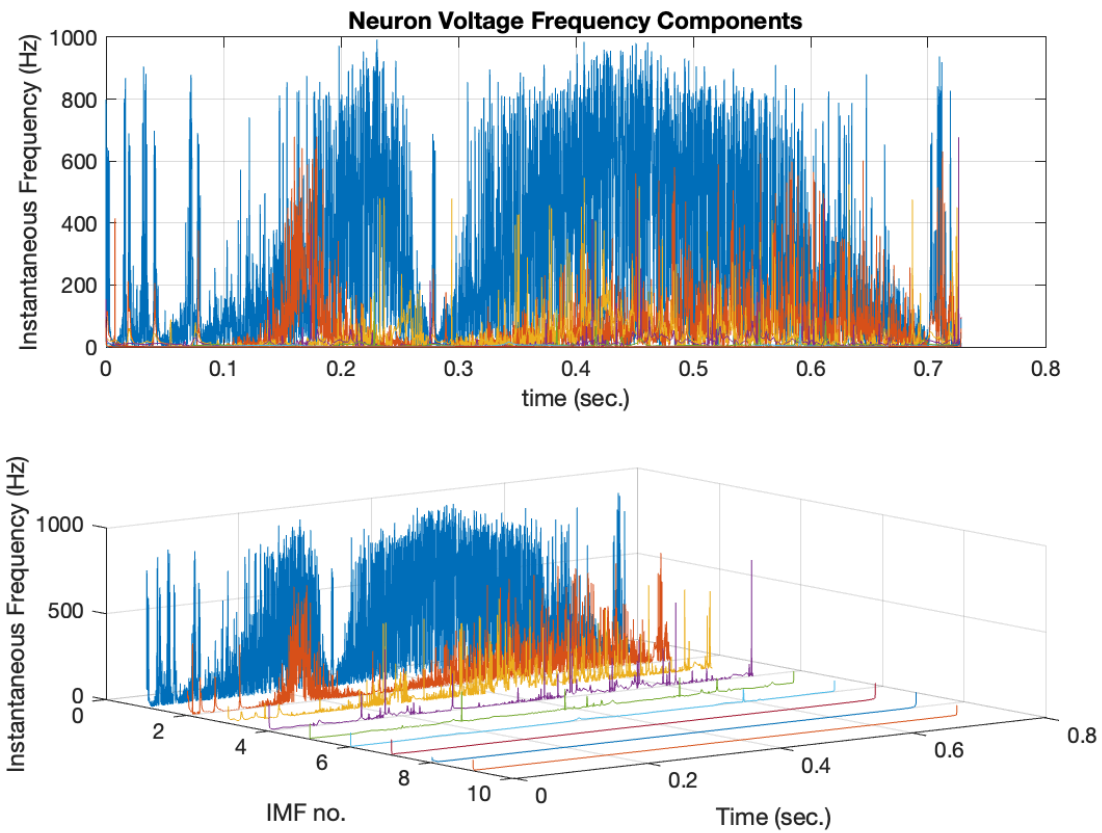 Neuron Voltage Frequency Components
Instantaneous Frequency (Hz)
1000
800
600
400
200
0
0 0.1 0.2 0.3 0.4 0.5 0.6 0.7 0.8
time (sec.)
Instantaneous Frequency (Hz)
1000
500
0
0 2 4 6 8 10
IMF no.
0 0.2 0.4 0.6 0.8
Time (sec.)